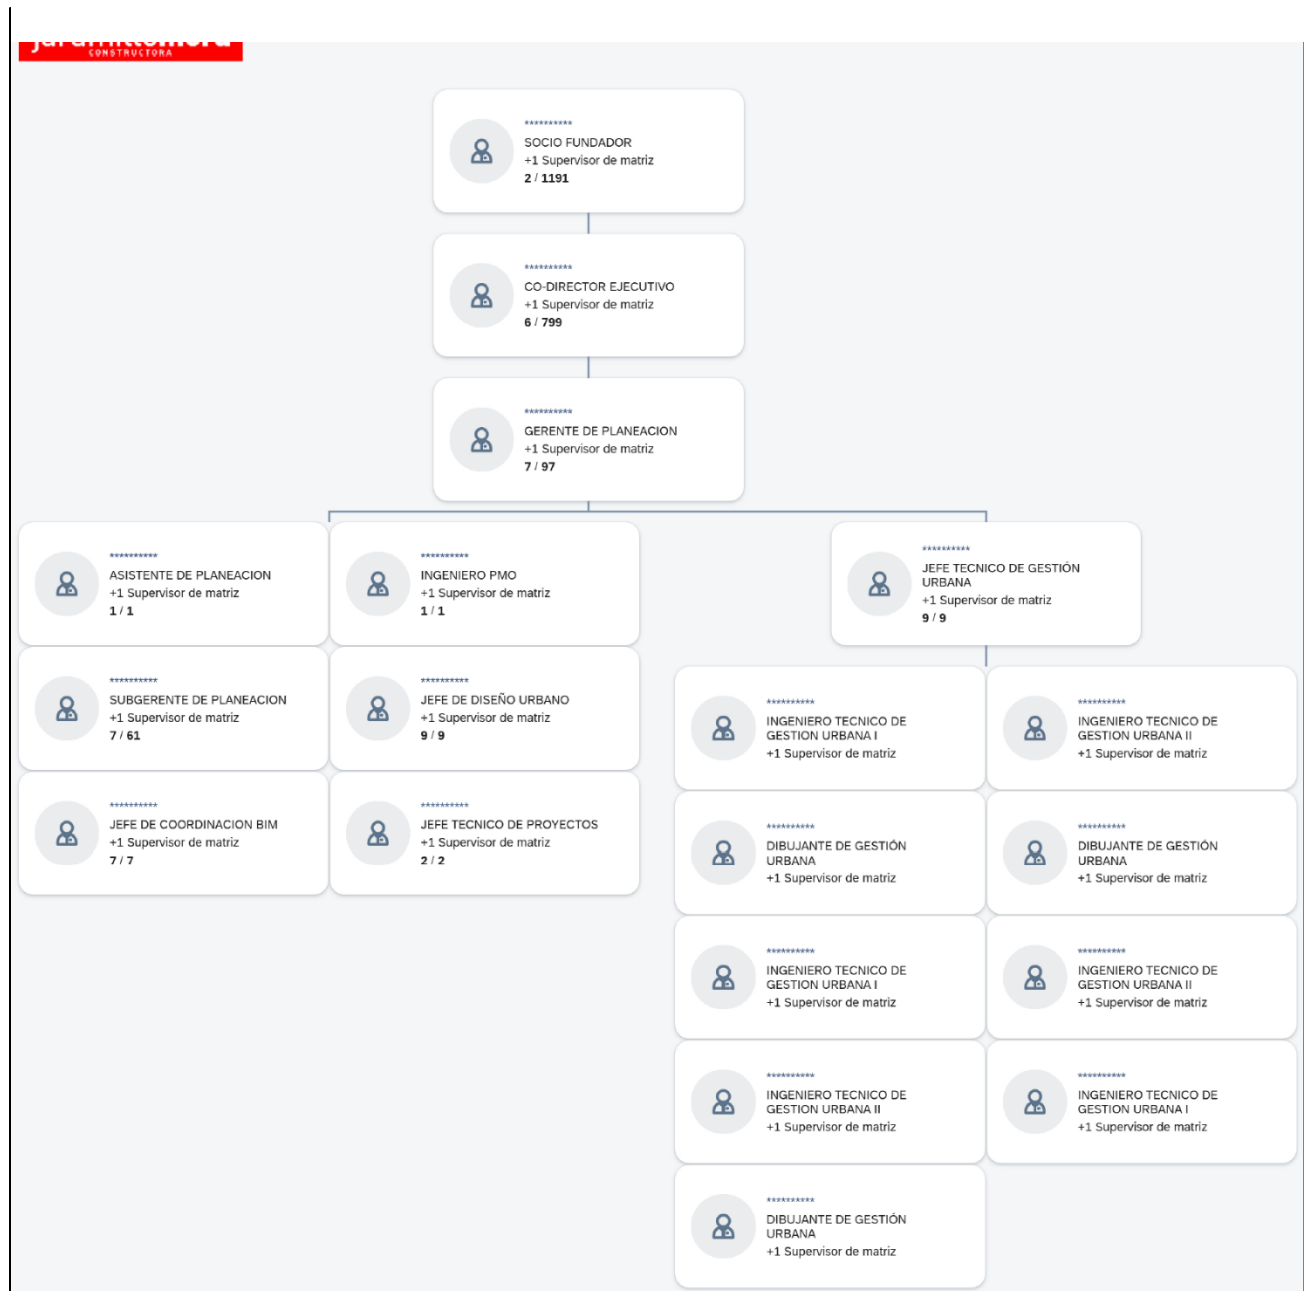 CONSTRUCTORA
**********
SOCIO FUNDADOR
+1 Supervisor de matriz
2 / 1191
**********
CO-DIRECTOR EJECUTIVO
+1 Supervisor de matriz
6 / 799
**********
GERENTE DE PLANEACION
+1 Supervisor de matriz
7 / 97
**********
ASISTENTE DE PLANEACION
+1 Supervisor de matriz
1 / 1
**********
INGENIERO PMO
+1 Supervisor de matriz
1 / 1
**********
JEFE TECNICO DE GESTIÓN
URBANA
+1 Supervisor de matriz
9 / 9
**********
SUBGERENTE DE PLANEACION
+1 Supervisor de matriz
7 / 61
**********
JEFE DE DISEÑO URBANO
+1 Supervisor de matriz
9 / 9
**********
JEFE DE COORDINACION BIM
+1 Supervisor de matriz
7 / 7
**********
JEFE TECNICO DE PROYECTOS
+1 Supervisor de matriz
2 / 2
**********
INGENIERO TECNICO DE
GESTION URBANA I
+1 Supervisor de matriz
**********
INGENIERO TECNICO DE
GESTION URBANA II
+1 Supervisor de matriz
**********
DIBUJANTE DE GESTIÓN
URBANA
+1 Supervisor de matriz
**********
DIBUJANTE DE GESTIÓN
URBANA
+1 Supervisor de matriz
**********
INGENIERO TECNICO DE
GESTION URBANA I
+1 Supervisor de matriz
**********
INGENIERO TECNICO DE
GESTION URBANA II
+1 Supervisor de matriz
**********
INGENIERO TECNICO DE
GESTION URBANA II
+1 Supervisor de matriz
**********
INGENIERO TECNICO DE
GESTION URBANA I
+1 Supervisor de matriz
**********
DIBUJANTE DE GESTIÓN
URBANA
+1 Supervisor de matriz